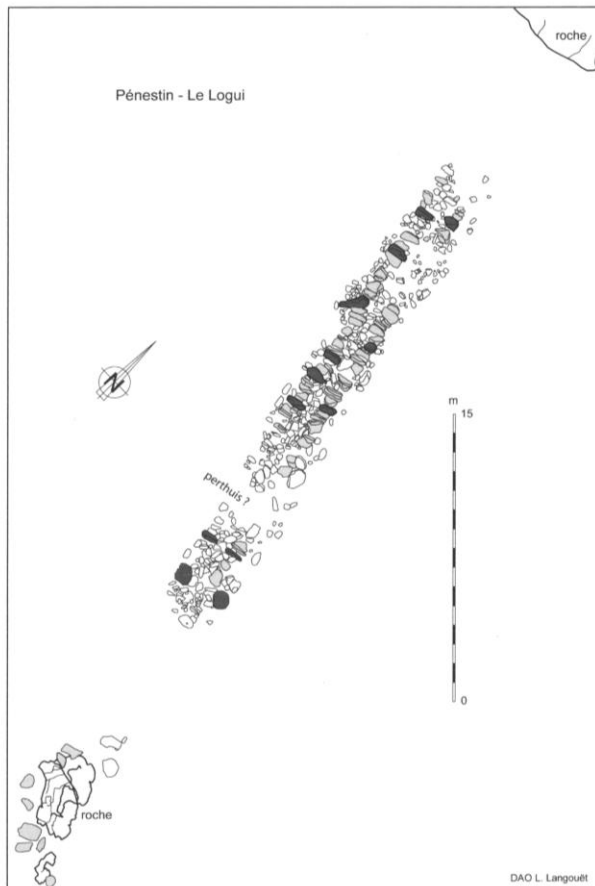 roche
Pénestin - Le Logui
N
m
15
perthuis ?
0
roche
DAO L. Langouët